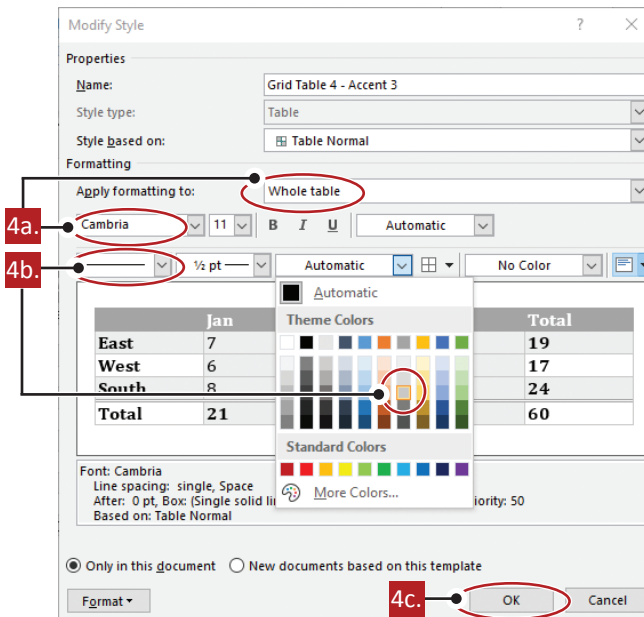 Modify Style ? ×
Properties
Name: Grid Table 4 - Accent 3
Style type: Table
Style based on: Table Normal
Formatting
Apply formatting to: Whole table
4a. Cambria 11 B I U Automatic
4b. ½ pt Automatic No Color
Automatic
Theme Colors
Jan Total
East 7 19
West 6 17
South 8 24
Total 21 60
Standard Colors
More Colors...
Font: Cambria
Line spacing: single, Space
After: 0 pt, Box: (Single solid li iority: 50
Based on: Table Normal
Only in this document New documents based on this template
Format 4c. OK Cancel